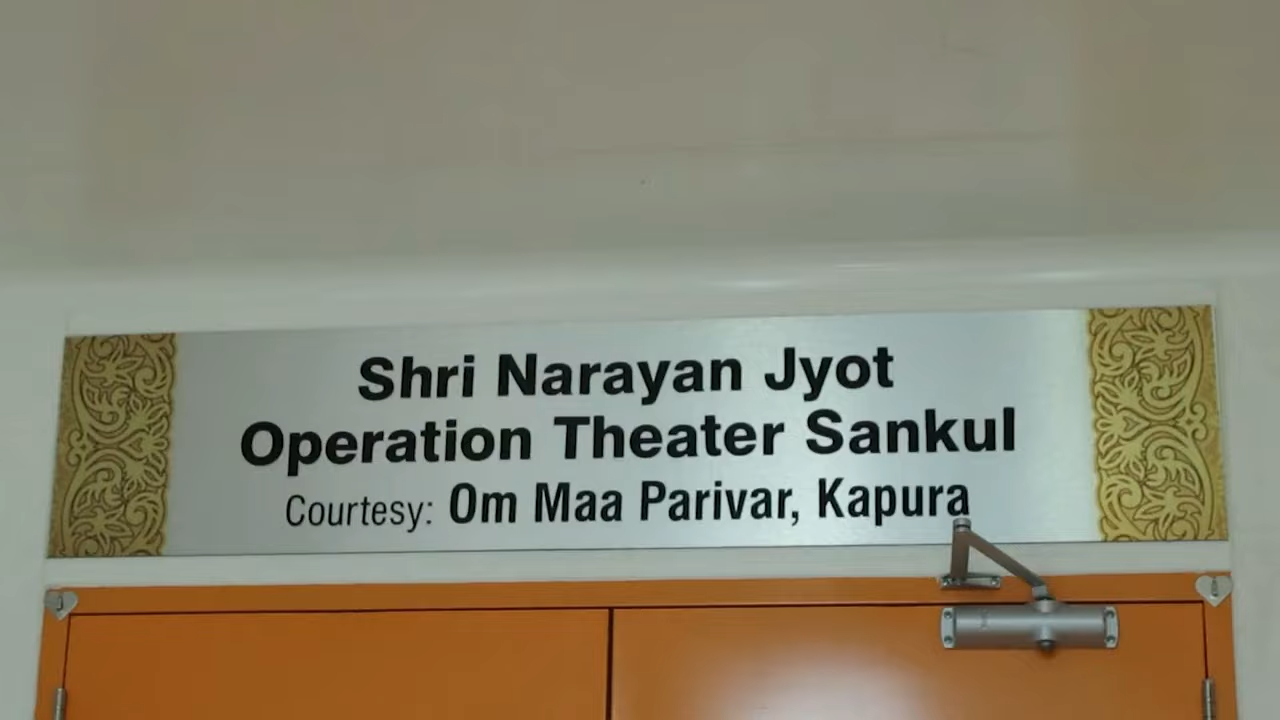 Shri Narayan Jyot
Operation Theater Sankul
Courtesy: Om Maa Parivar, Kapura